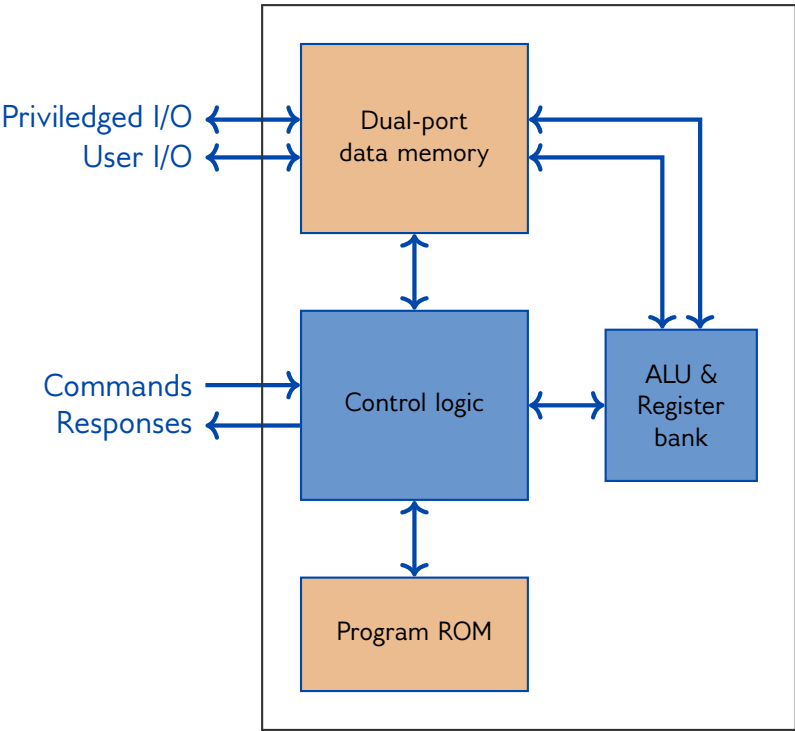 Priviledged I/O
User I/O
Dual-port
data memory
Commands
Responses
Control logic
ALU &
Register
bank
Program ROM